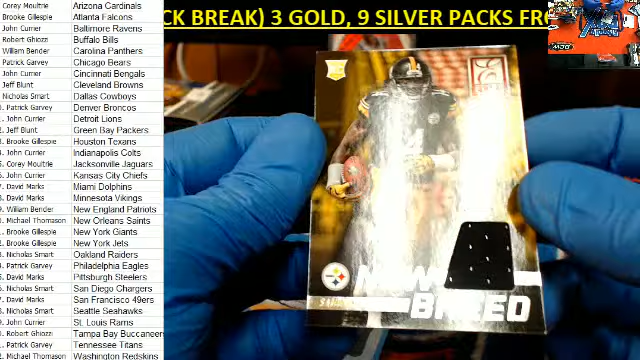 CK BREAK) 3 GOLD, 9 SILVER PACKS FRO
Corey Moultrie Arizona Cardinals
Brooke Gillespie Atlanta Falcons
John Currier Baltimore Ravens
Robert Ghiozzi Buffalo Bills
William Bender Carolina Panthers
Patrick Garvey Chicago Bears
John Currier Cincinnati Bengals
Jeff Blunt Cleveland Browns
Nicholas Smart Dallas Cowboys
Patrick Garvey Denver Broncos
John Currier Detroit Lions
Jeff Blunt Green Bay Packers
Brooke Gillespie Houston Texans
John Currier Indianapolis Colts
Corey Moultrie Jacksonville Jaguars
John Currier Kansas City Chiefs
David Marks Miami Dolphins
David Marks Minnesota Vikings
William Bender New England Patriots
Michael Thomason New Orleans Saints
Brooke Gillespie New York Giants
Brooke Gillespie New York Jets
Nicholas Smart Oakland Raiders
Patrick Garvey Philadelphia Eagles
David Marks Pittsburgh Steelers
Nicholas Smart San Diego Chargers
David Marks San Francisco 49ers
Nicholas Smart Seattle Seahawks
John Currier St. Louis Rams
Robert Ghiozzi Tampa Bay Buccaneers
Patrick Garvey Tennessee Titans
Michael Thomason Washington Redskins
NEW
BREED